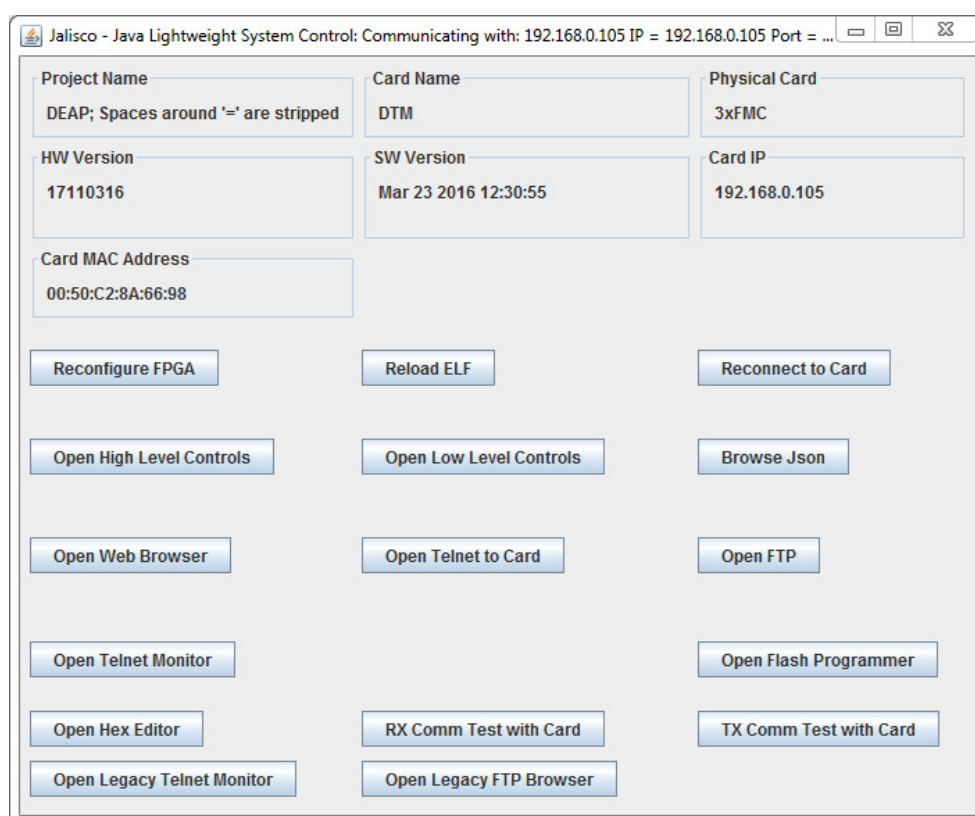 Jalisco - Java Lightweight System Control: Communicating with: 192.168.0.105 IP = 192.168.0.105 Port = ...
Project Name Card Name Physical Card
DEAP; Spaces around '=' are stripped DTM 3xFMC
HW Version SW Version Card IP
17110316 Mar 23 2016 12:30:55 192.168.0.105
Card MAC Address
00:50:C2:8A:66:98
Reconfigure FPGA Reload ELF Reconnect to Card
Open High Level Controls Open Low Level Controls Browse Json
Open Web Browser Open Telnet to Card Open FTP
Open Telnet Monitor Open Flash Programmer
Open Hex Editor RX Comm Test with Card TX Comm Test with Card
Open Legacy Telnet Monitor Open Legacy FTP Browser